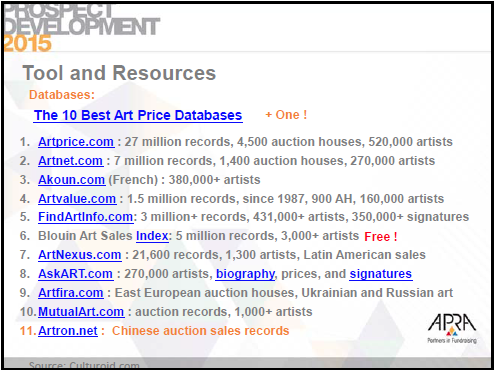 PROSPECT
DEVELOPMENT
2015
Tool and Resources
Databases:
The 10 Best Art Price Databases + One !
1. Artprice.com : 27 million records, 4,500 auction houses, 520,000 artists
2. Artnet.com : 7 million records, 1,400 auction houses, 270,000 artists
3. Akoun.com (French) : 380,000+ artists
4. Artvalue.com : 1.5 million records, since 1987, 900 AH, 160,000 artists
5. FindArtInfo.com: 3 million+ records, 431,000+ artists, 350,000+ signatures
6. Blouin Art Sales Index: 5 million records, 3,000+ artists Free !
7. ArtNexus.com : 21,600 records, 1,300 artists, Latin American sales
8. AskART.com : 270,000 artists, biography, prices, and signatures
9. Artfira.com : East European auction houses, Ukrainian and Russian art
10. MutualArt.com : auction records, 1,000+ artists
11. Artron.net : Chinese auction sales records
APRA
Partners in Fundraising
Source: Culturoid.com